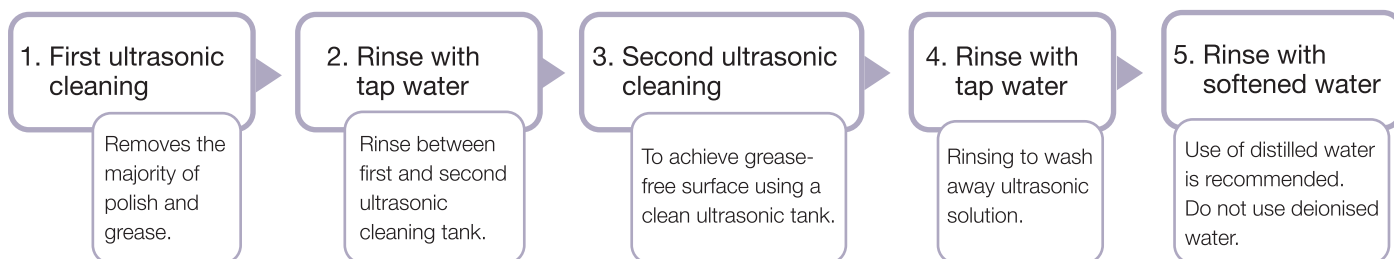 1. First ultrasonic
cleaning
Removes the
majority of
polish and
grease.
2. Rinse with
tap water
Rinse between
first and second
ultrasonic
cleaning tank.
3. Second ultrasonic
cleaning
To achieve grease-
free surface using a
clean ultrasonic tank.
4. Rinse with
tap water
Rinsing to wash
away ultrasonic
solution.
5. Rinse with
softened water
Use of distilled water
is recommended.
Do not use deionised
water.